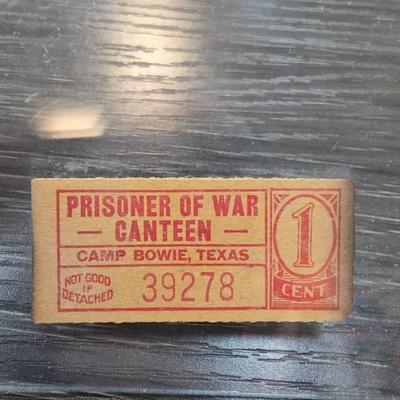 PRISONER OF WAR
— CANTEEN —
CAMP BOWIE, TEXAS
NOT GOOD
IF
DETACHED
39278
1
CENT